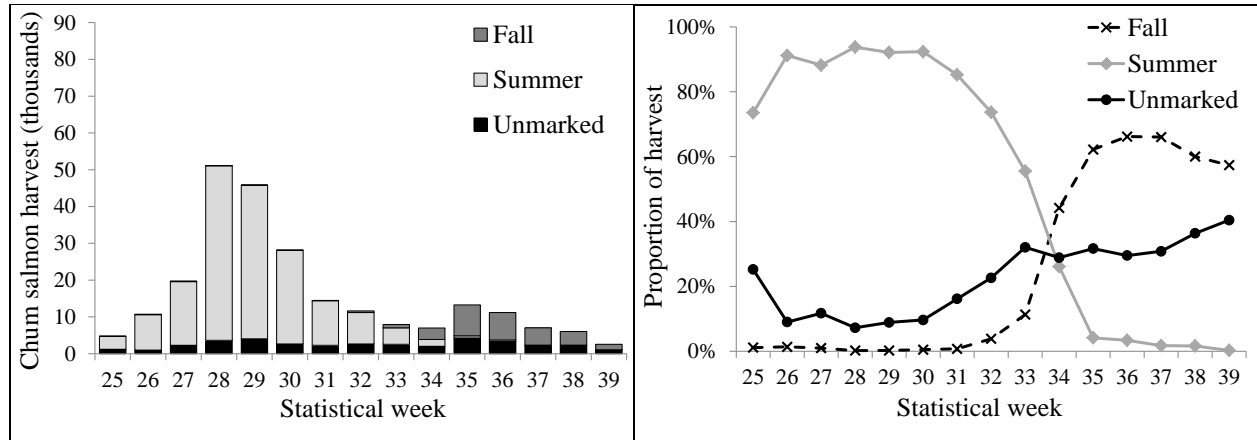 Chum salmon harvest (thousands)
90
80
70
60
50
40
30
20
10
0
Fall
Summer
Unmarked
25 26 27 28 29 30 31 32 33 34 35 36 37 38 39
Statistical week
Proportion of harvest
100%
80%
60%
40%
20%
0%
Fall
Summer
Unmarked
25 26 27 28 29 30 31 32 33 34 35 36 37 38 39
Statistical week